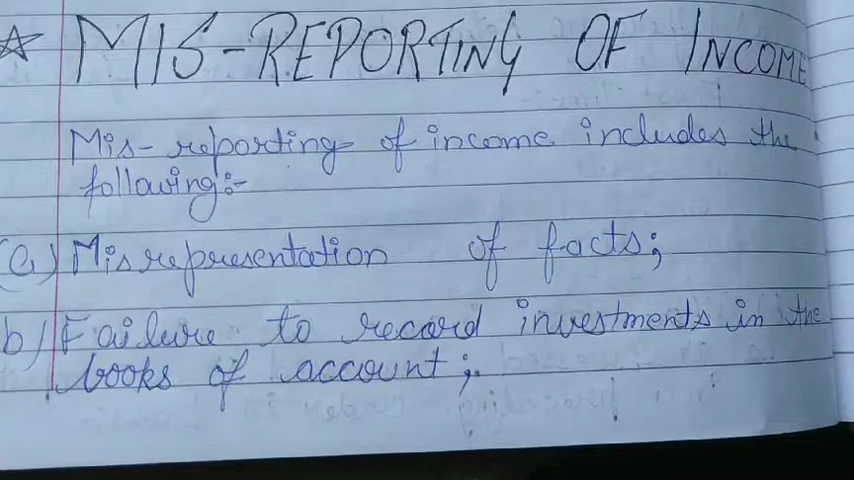 ☆ MIS-REPORTING OF INCOME
Mis-reporting of income includes the
following:-
(a) Misrepresentation of facts;
b) Failure to record investments in the
books of account;